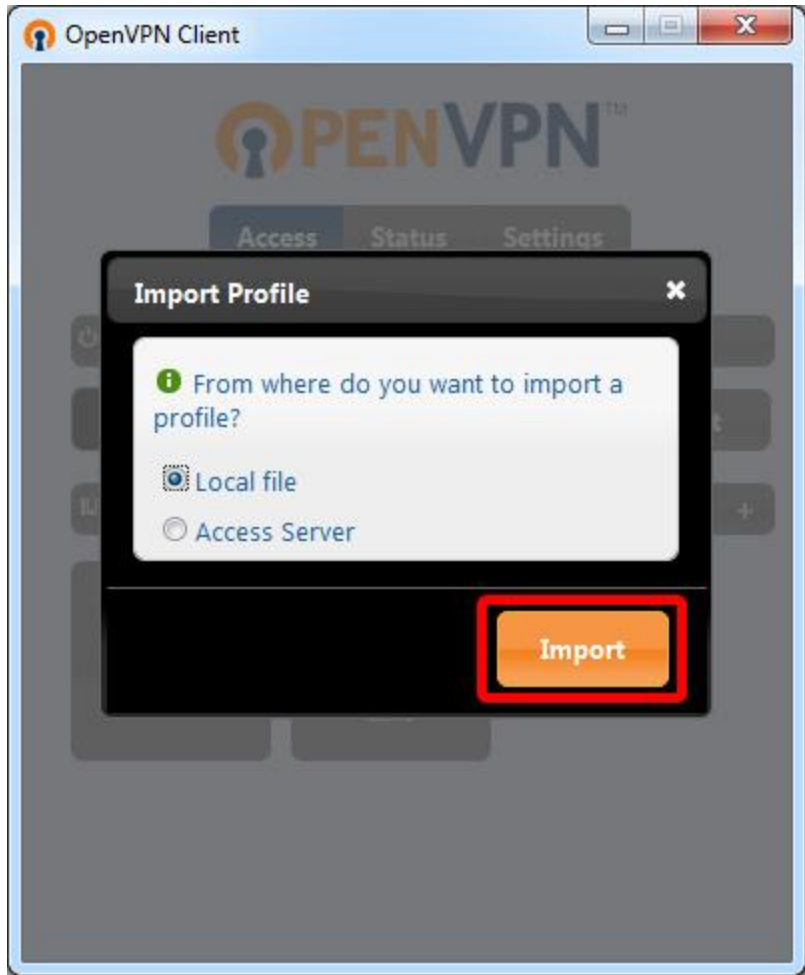 OpenVPN Client
OPENVPN™
Access Status Settings
Import Profile
From where do you want to import a
profile?
Local file
Access Server
Import